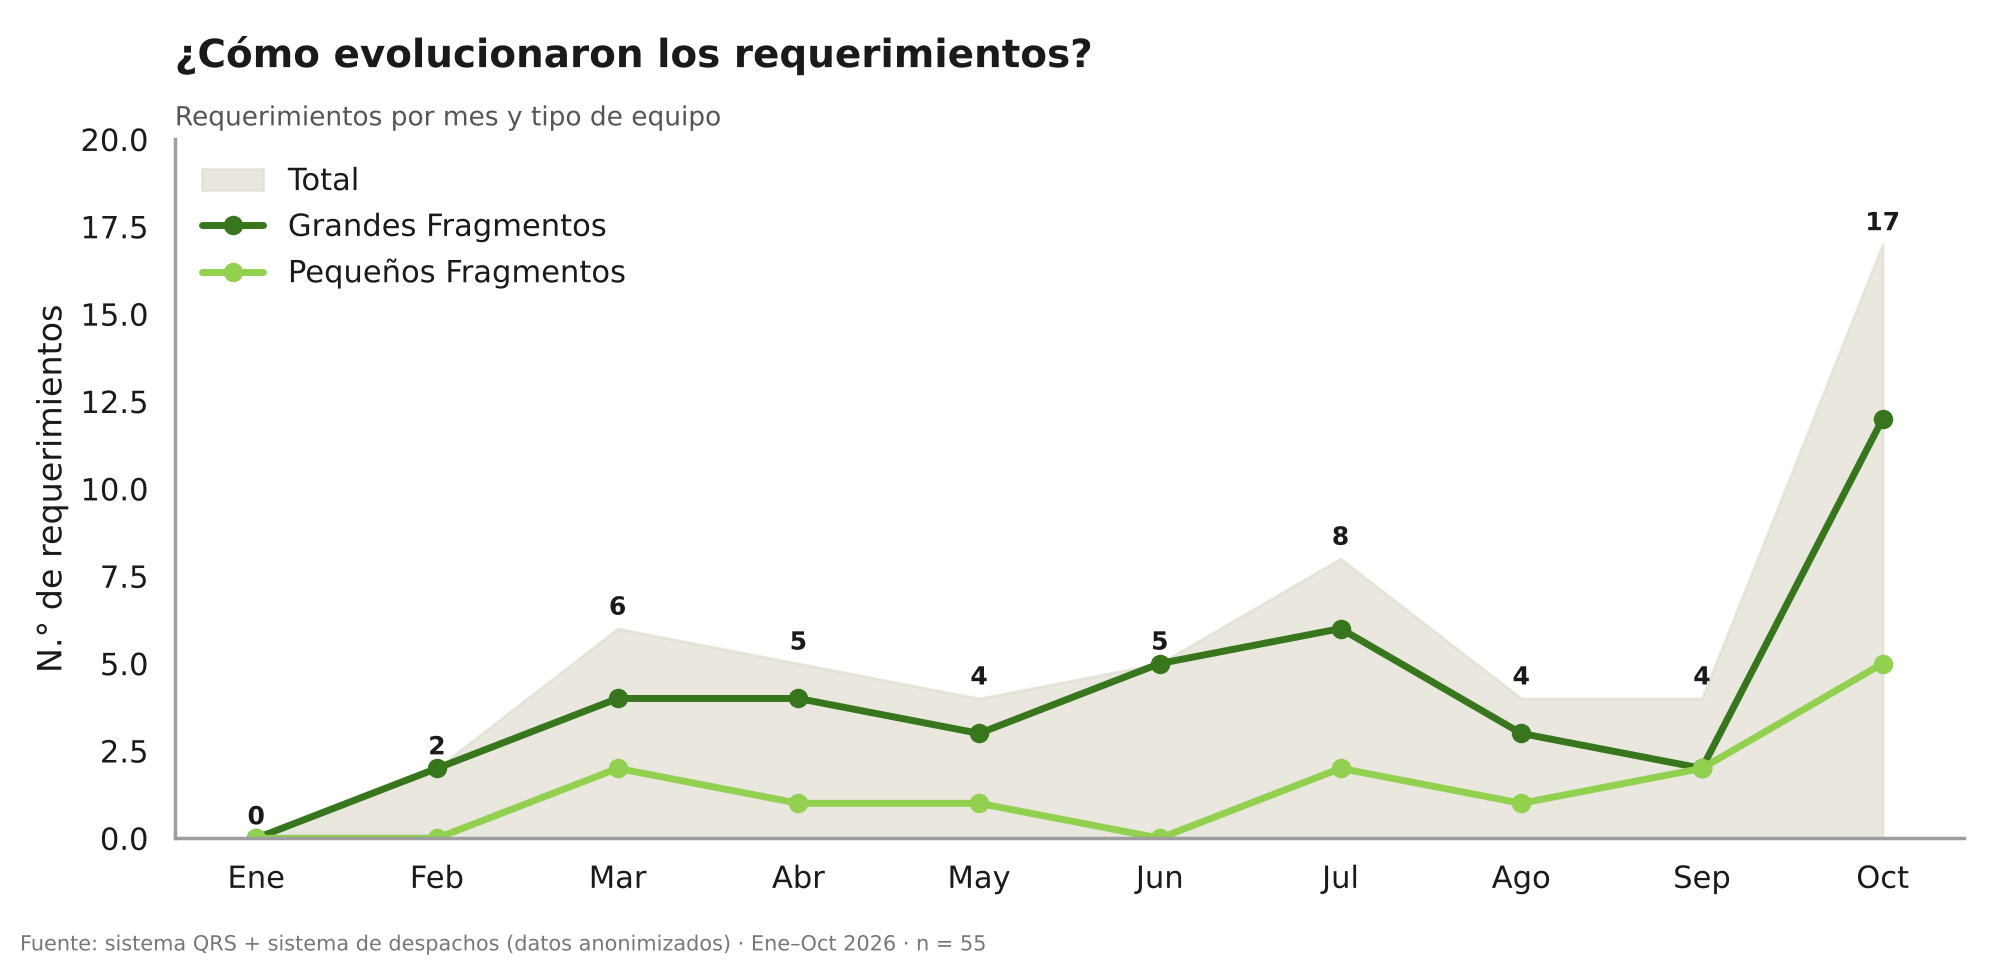 ¿Cómo evolucionaron los requerimientos?
Requerimientos por mes y tipo de equipo
Total
Grandes Fragmentos
Pequeños Fragmentos
N.° de requerimientos
20.0
17.5
15.0
12.5
10.0
7.5
5.0
2.5
0.0
0
2
6
5
4
5
8
4
4
17
Ene Feb Mar Abr May Jun Jul Ago Sep Oct
Fuente: sistema QRS + sistema de despachos (datos anonimizados) · Ene–Oct 2026 · n = 55